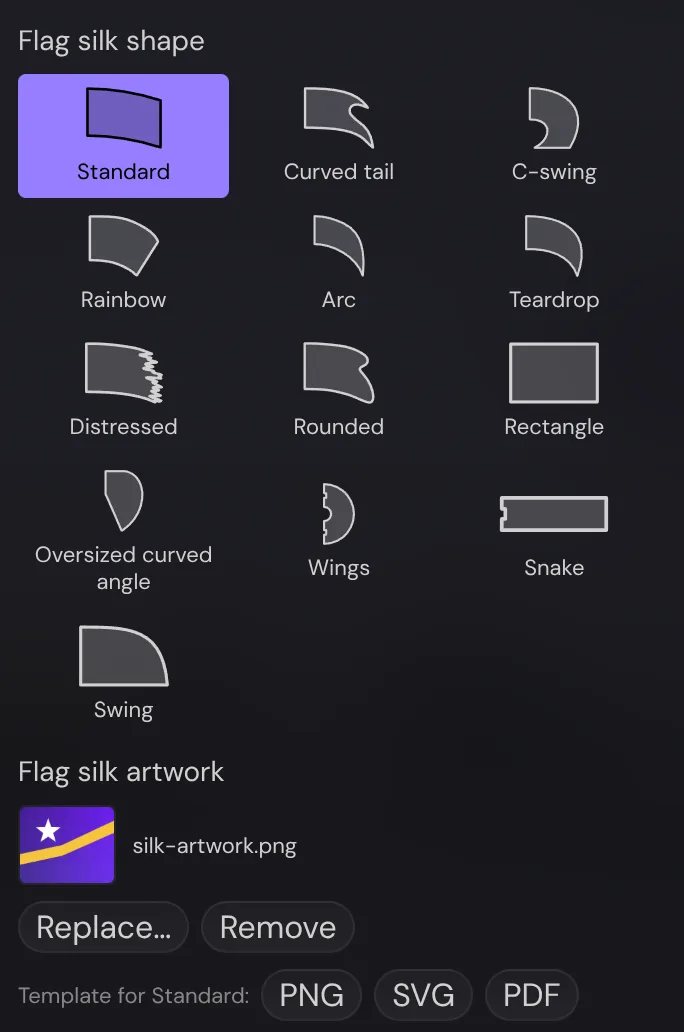 Flag silk shape
Standard
Curved tail
C-swing
Rainbow
Arc
Teardrop
Distressed
Rounded
Rectangle
Oversized curved
angle
Wings
Snake
Swing
Flag silk artwork
silk-artwork.png
Replace...
Remove
Template for Standard:
PNG
SVG
PDF